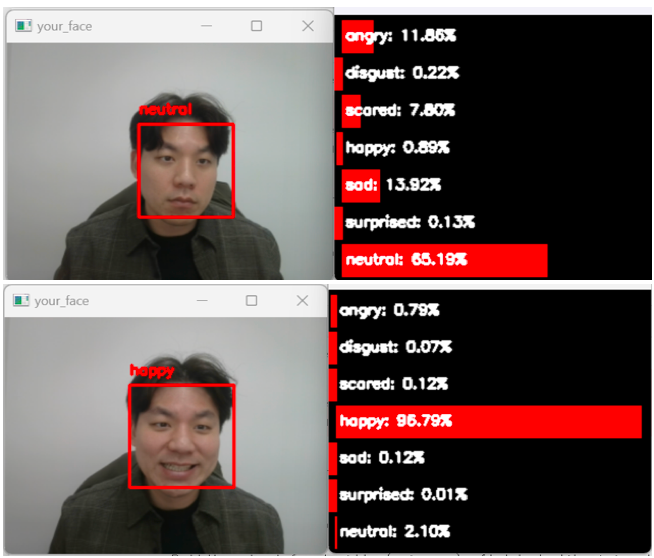 your_face
neutral
angry: 11.86%
disgust: 0.22%
scared: 7.80%
happy: 0.89%
sad: 13.92%
surprised: 0.13%
neutral: 65.19%
your_face
happy
angry: 0.79%
disgust: 0.07%
scared: 0.12%
happy: 96.79%
sad: 0.12%
surprised: 0.01%
neutral: 2.10%